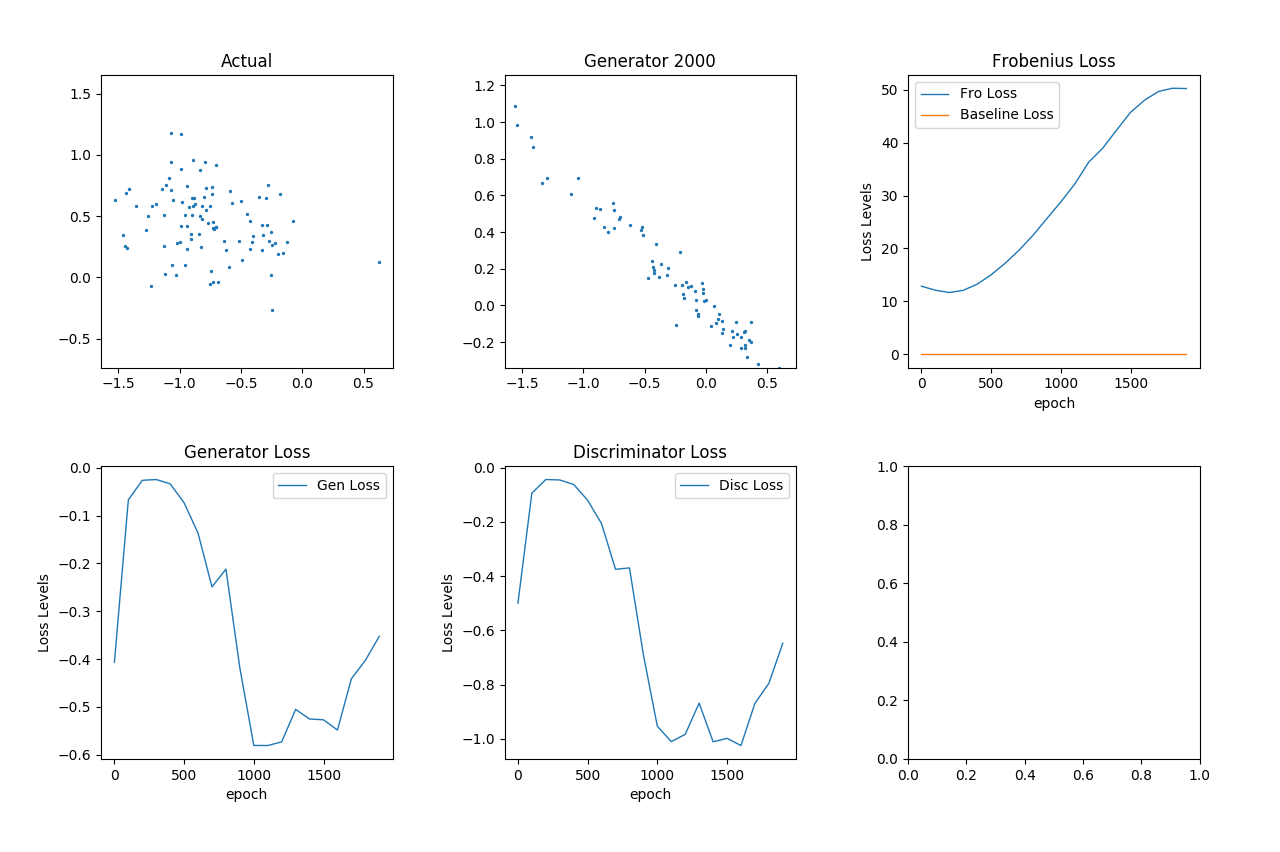 Actual
1.5
1.0
0.5
0.0
−0.5
−1.5 −1.0 −0.5 0.0 0.5
Generator 2000
1.2
1.0
0.8
0.6
0.4
0.2
0.0
−0.2
−1.5 −1.0 −0.5 0.0 0.5
Frobenius Loss
Fro Loss
Baseline Loss
Loss Levels
50
40
30
20
10
0
0 500 1000 1500
epoch
Generator Loss
Gen Loss
Loss Levels
0.0
−0.1
−0.2
−0.3
−0.4
−0.5
−0.6
0 500 1000 1500
epoch
Discriminator Loss
Disc Loss
Loss Levels
0.0
−0.2
−0.4
−0.6
−0.8
−1.0
0 500 1000 1500
epoch
1.0
0.8
0.6
0.4
0.2
0.0
0.0 0.2 0.4 0.6 0.8 1.0